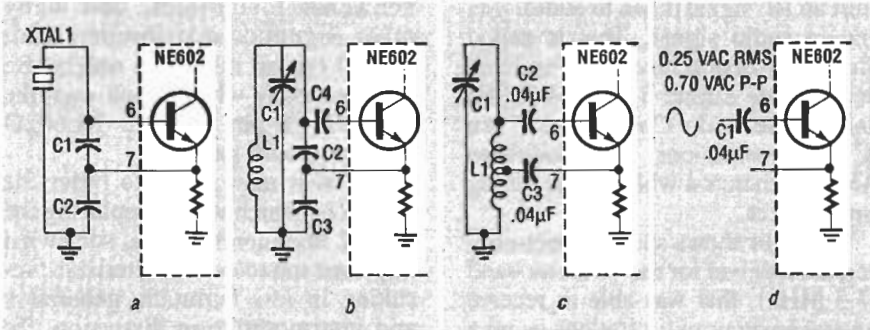 XTAL1
NE602
6
C1
7
C2
a
NE602
C4
6
C1
L1
C2
7
C3
b
NE602
C2
.04µF
C1
6
L1
7
C3
.04µF
c
0.25 VAC RMS
0.70 VAC P-P
NE602
6
C1
.04µF
7
d